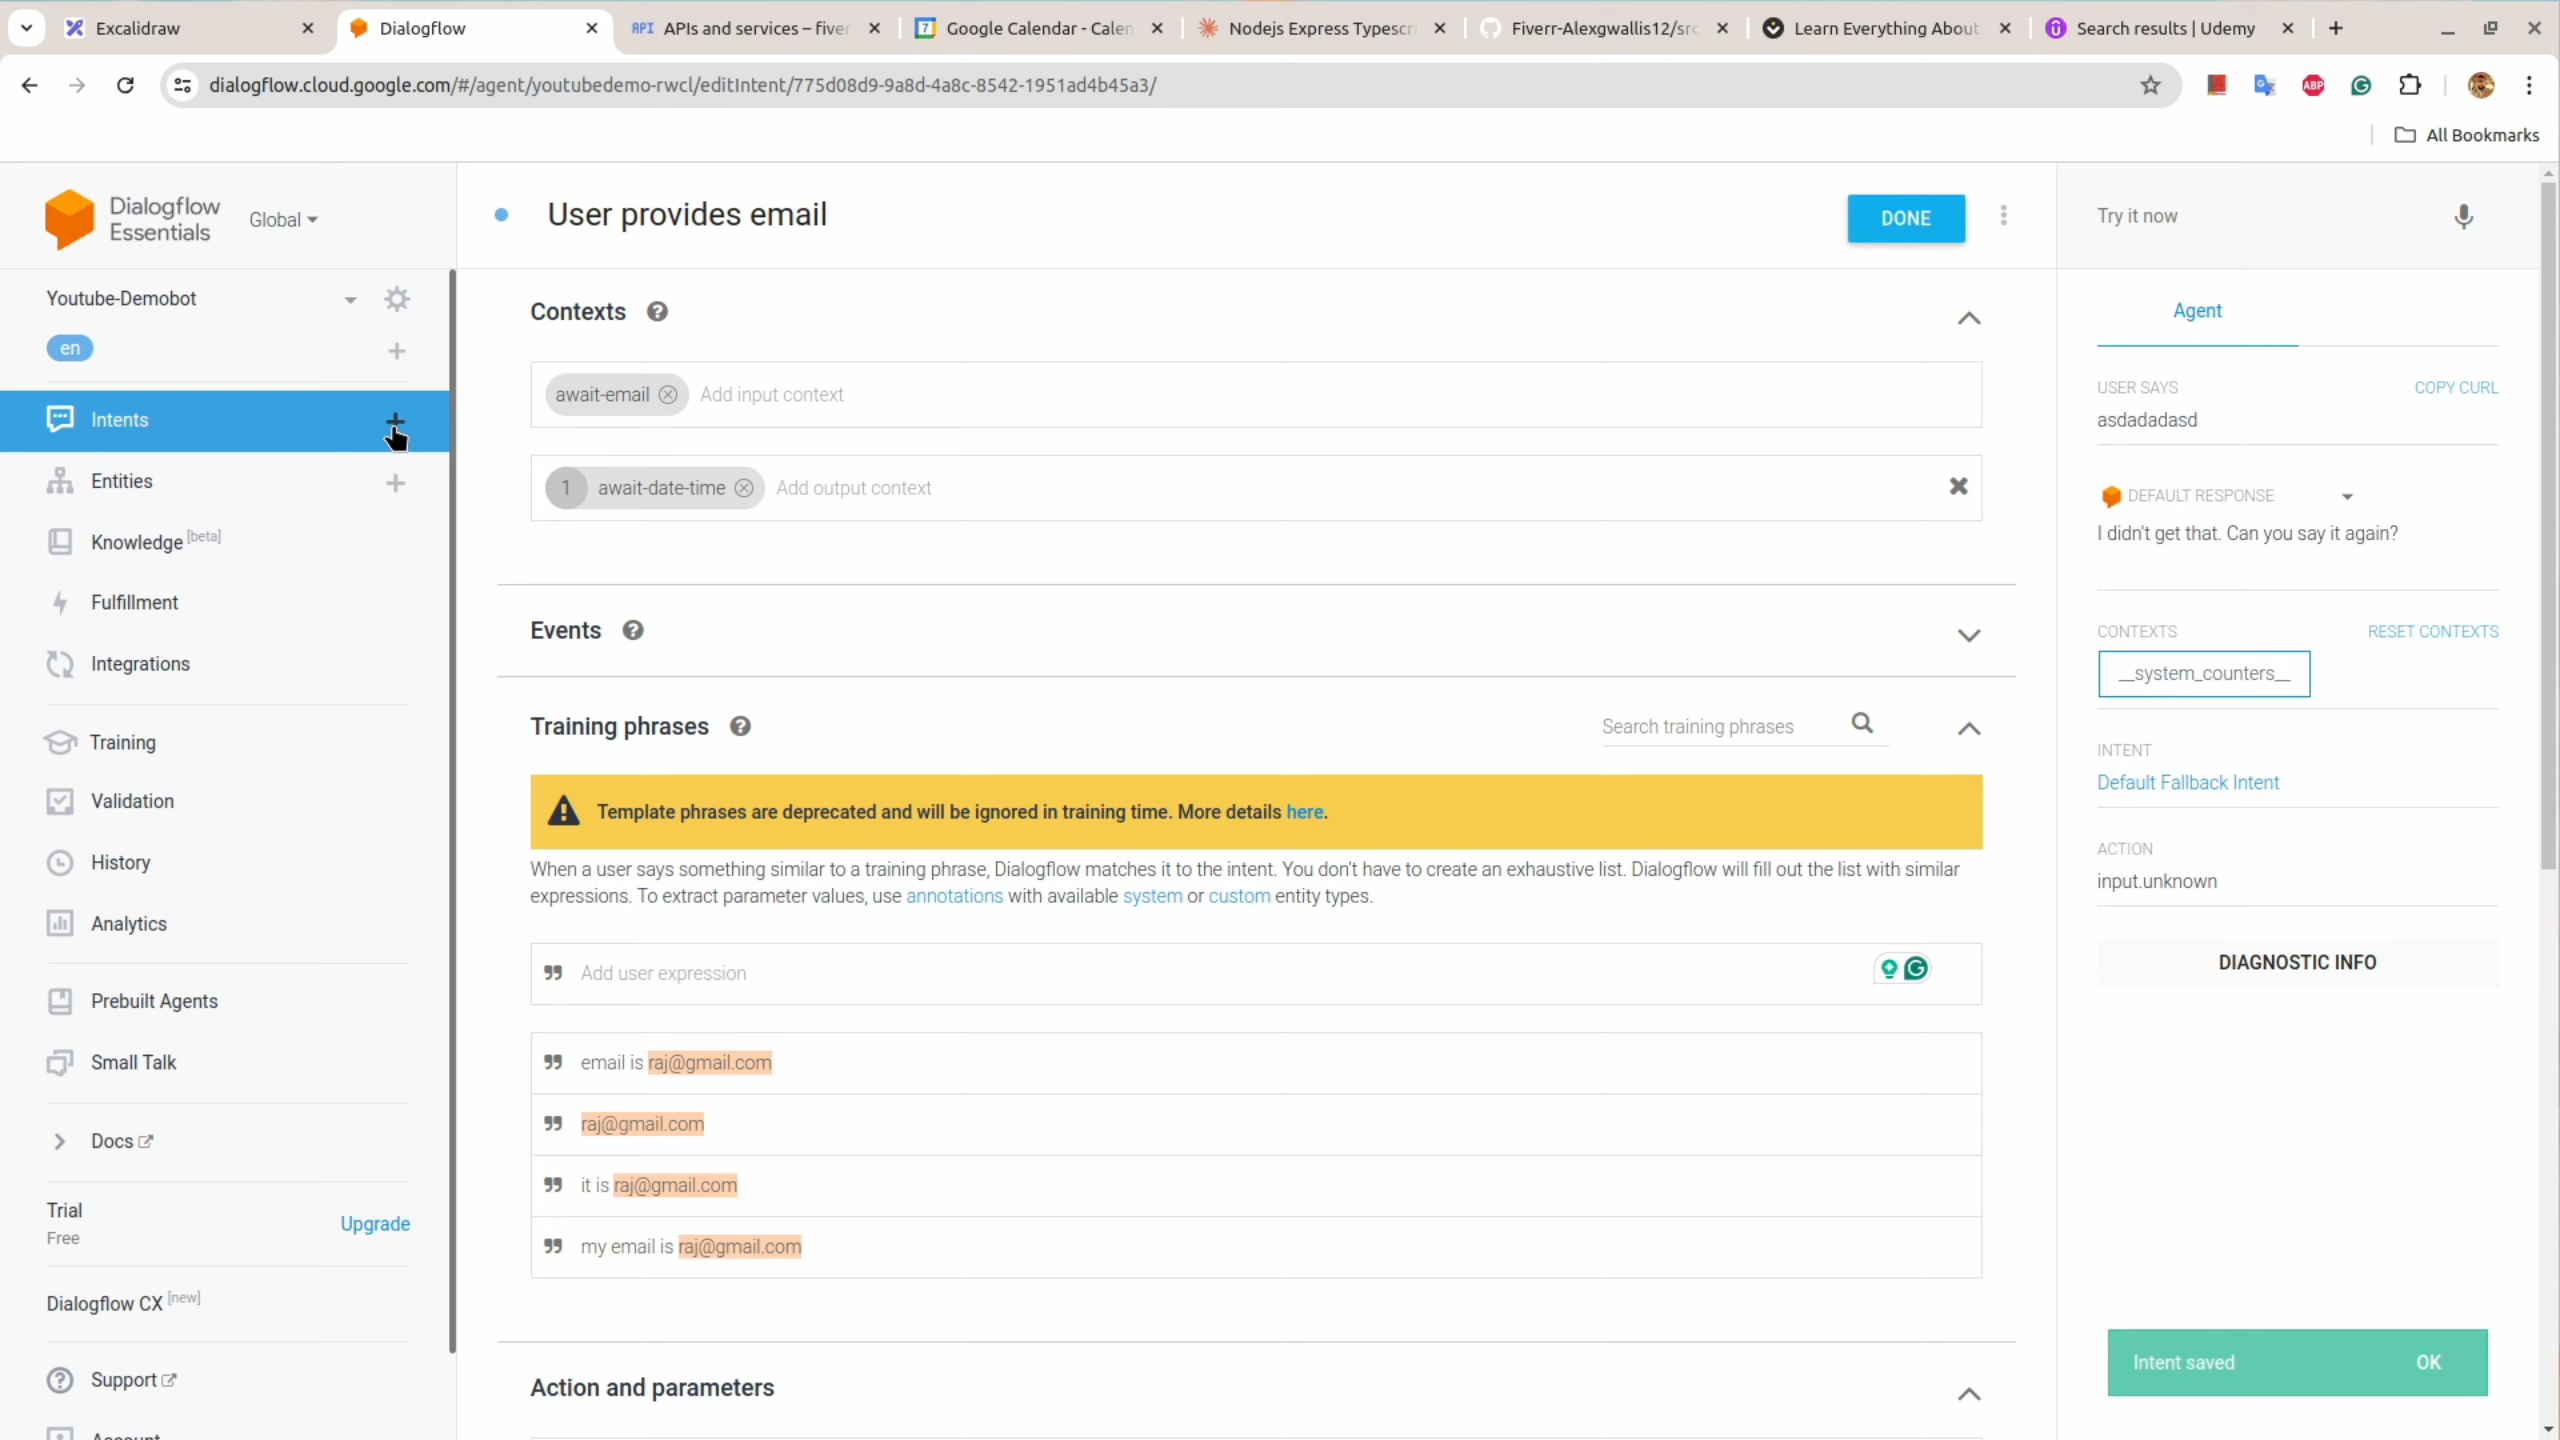 Excalidraw
Dialogflow
API APIs and services – fiver
7 Google Calendar - Calen
Nodejs Express Typescri
Fiverr-Alexgwallis12/src
Learn Everything About
Search results | Udemy
dialogflow.cloud.google.com/#/agent/youtubedemo-rwcl/editIntent/775d08d9-9a8d-4a8c-8542-1951ad4b45a3/
ABP
All Bookmarks
Dialogflow
Essentials
Global
Youtube-Demobot
en
Intents
Entities
Knowledge [beta]
Fulfillment
Integrations
Training
Validation
History
Analytics
Prebuilt Agents
Small Talk
Docs
Trial
Free
Upgrade
Dialogflow CX [new]
Support
Account
User provides email
DONE
Contexts
await-email Add input context
1 await-date-time Add output context
Events
Training phrases
Search training phrases
Template phrases are deprecated and will be ignored in training time. More details here.
When a user says something similar to a training phrase, Dialogflow matches it to the intent. You don't have to create an exhaustive list. Dialogflow will fill out the list with similar
expressions. To extract parameter values, use annotations with available system or custom entity types.
Add user expression
email is raj@gmail.com
raj@gmail.com
it is raj@gmail.com
my email is raj@gmail.com
Action and parameters
Try it now
Agent
USER SAYS
COPY CURL
asdadadasd
DEFAULT RESPONSE
I didn't get that. Can you say it again?
CONTEXTS
RESET CONTEXTS
__system_counters__
INTENT
Default Fallback Intent
ACTION
input.unknown
DIAGNOSTIC INFO
Intent saved
OK